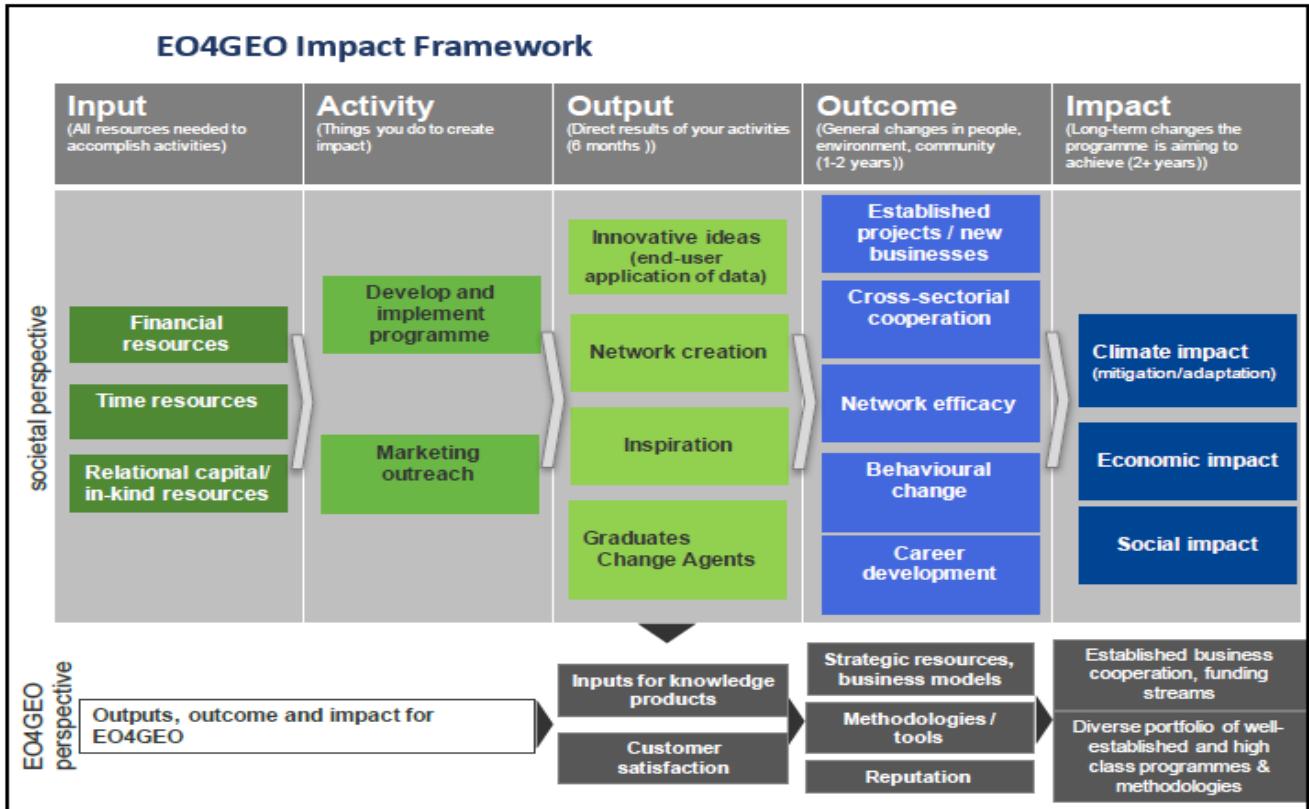 EO4GEO Impact Framework
Input
(All resources needed to
accomplish activities)
Activity
(Things you do to create
impact)
Output
(Direct results of your activities
(6 months ))
Outcome
(General changes in people,
environment, community
(1-2 years))
Impact
(Long-term changes the
programme is aiming to
achieve (2+ years))
societal perspective
Financial
resources
Time resources
Relational capital/
in-kind resources
Develop and
implement
programme
Marketing
outreach
Innovative ideas
(end-user
application of data)
Network creation
Inspiration
Graduates
Change Agents
Established
projects / new
businesses
Cross-sectorial
cooperation
Network efficacy
Behavioural
change
Career
development
Climate impact
(mitigation/adaptation)
Economic impact
Social impact
EO4GEO
perspective
Outputs, outcome and impact for
EO4GEO
Inputs for knowledge
products
Customer
satisfaction
Strategic resources,
business models
Methodologies /
tools
Reputation
Established business
cooperation, funding
streams
Diverse portfolio of well-
established and high
class programmes &
methodologies